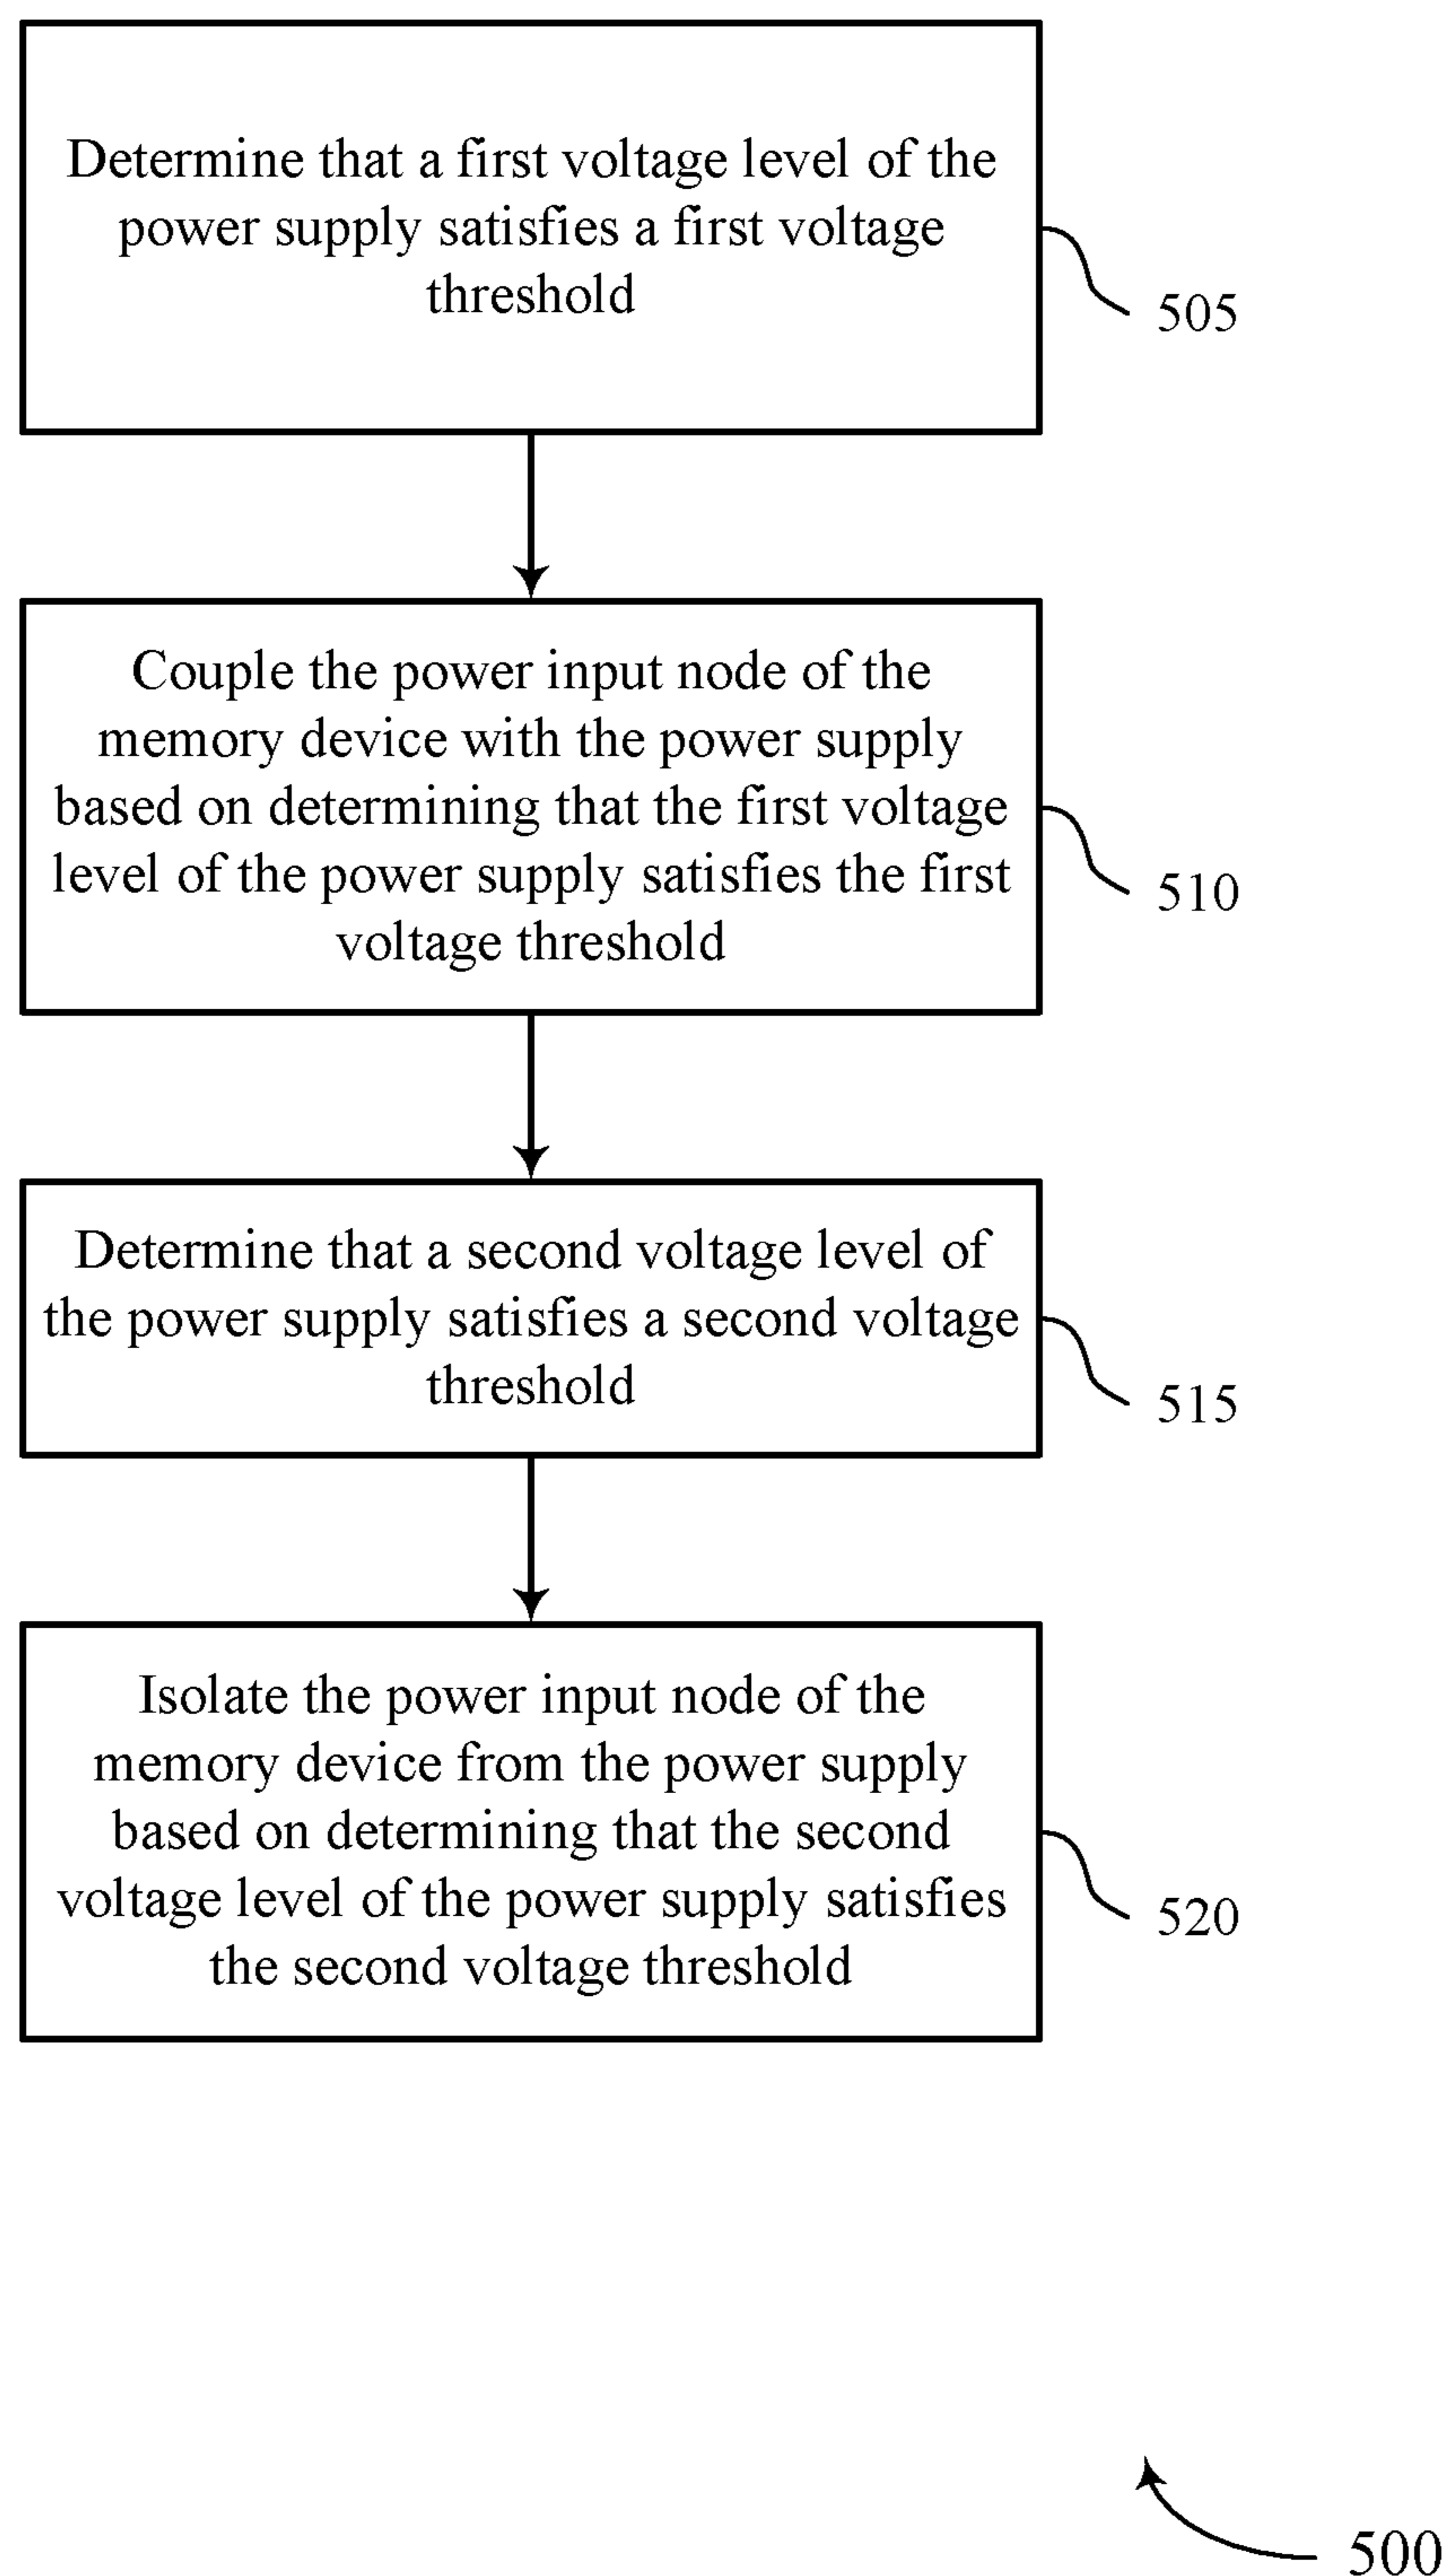 Determine that a first voltage level of the
power supply satisfies a first voltage
threshold
505
Couple the power input node of the
memory device with the power supply
based on determining that the first voltage
level of the power supply satisfies the first
voltage threshold
510
Determine that a second voltage level of
the power supply satisfies a second voltage
threshold
515
Isolate the power input node of the
memory device from the power supply
based on determining that the second
voltage level of the power supply satisfies
the second voltage threshold
520
500